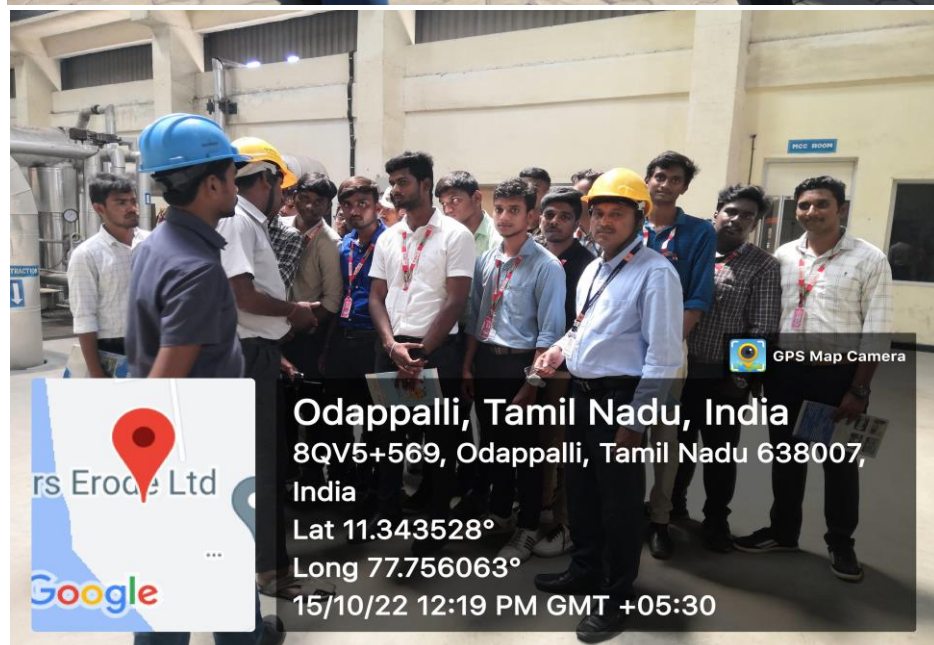 MCC ROOM
TRACTION
GPS Map Camera
rs Erode Ltd
Google
Odappalli, Tamil Nadu, India
8QV5+569, Odappalli, Tamil Nadu 638007,
India
Lat 11.343528°
Long 77.756063°
15/10/22 12:19 PM GMT +05:30